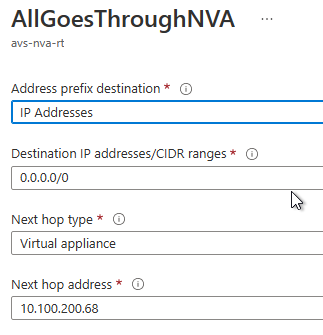 AllGoesThroughNVA ...
avs-nva-rt
Address prefix destination *
IP Addresses
Destination IP addresses/CIDR ranges *
0.0.0.0/0
Next hop type *
Virtual appliance
Next hop address *
10.100.200.68